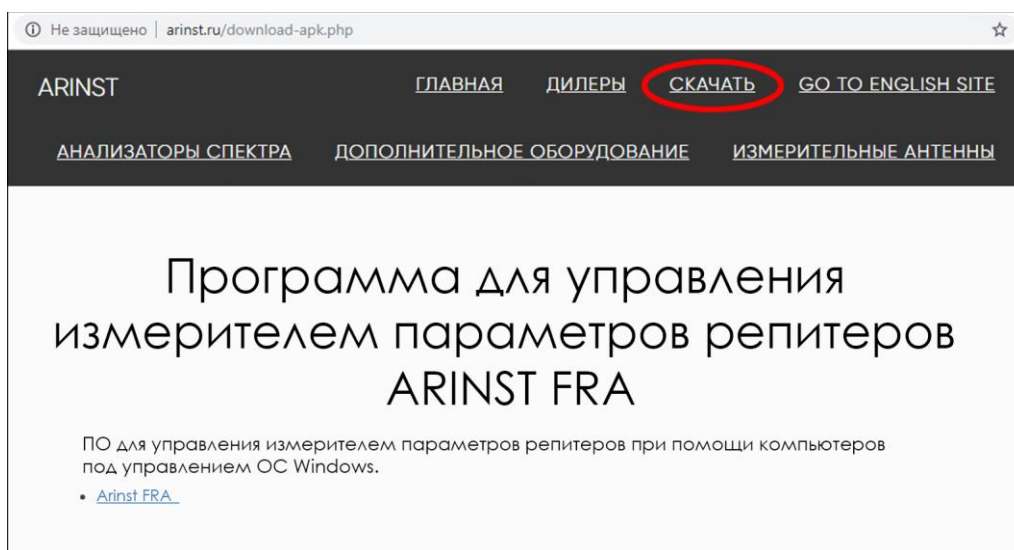 Не защищено | arinst.ru/download-apk.php
ARINST ГЛАВНАЯ ДИЛЕРЫ СКАЧАТЬ GO TO ENGLISH SITE
АНАЛИЗАТОРЫ СПЕКТРА ДОПОЛНИТЕЛЬНОЕ ОБОРУДОВАНИЕ ИЗМЕРИТЕЛЬНЫЕ АНТЕННЫ
Программа для управления
измерителем параметров репитеров
ARINST FRA
ПО для управления измерителем параметров репитеров при помощи компьютеров
под управлением ОС Windows.
• Arinst FRA